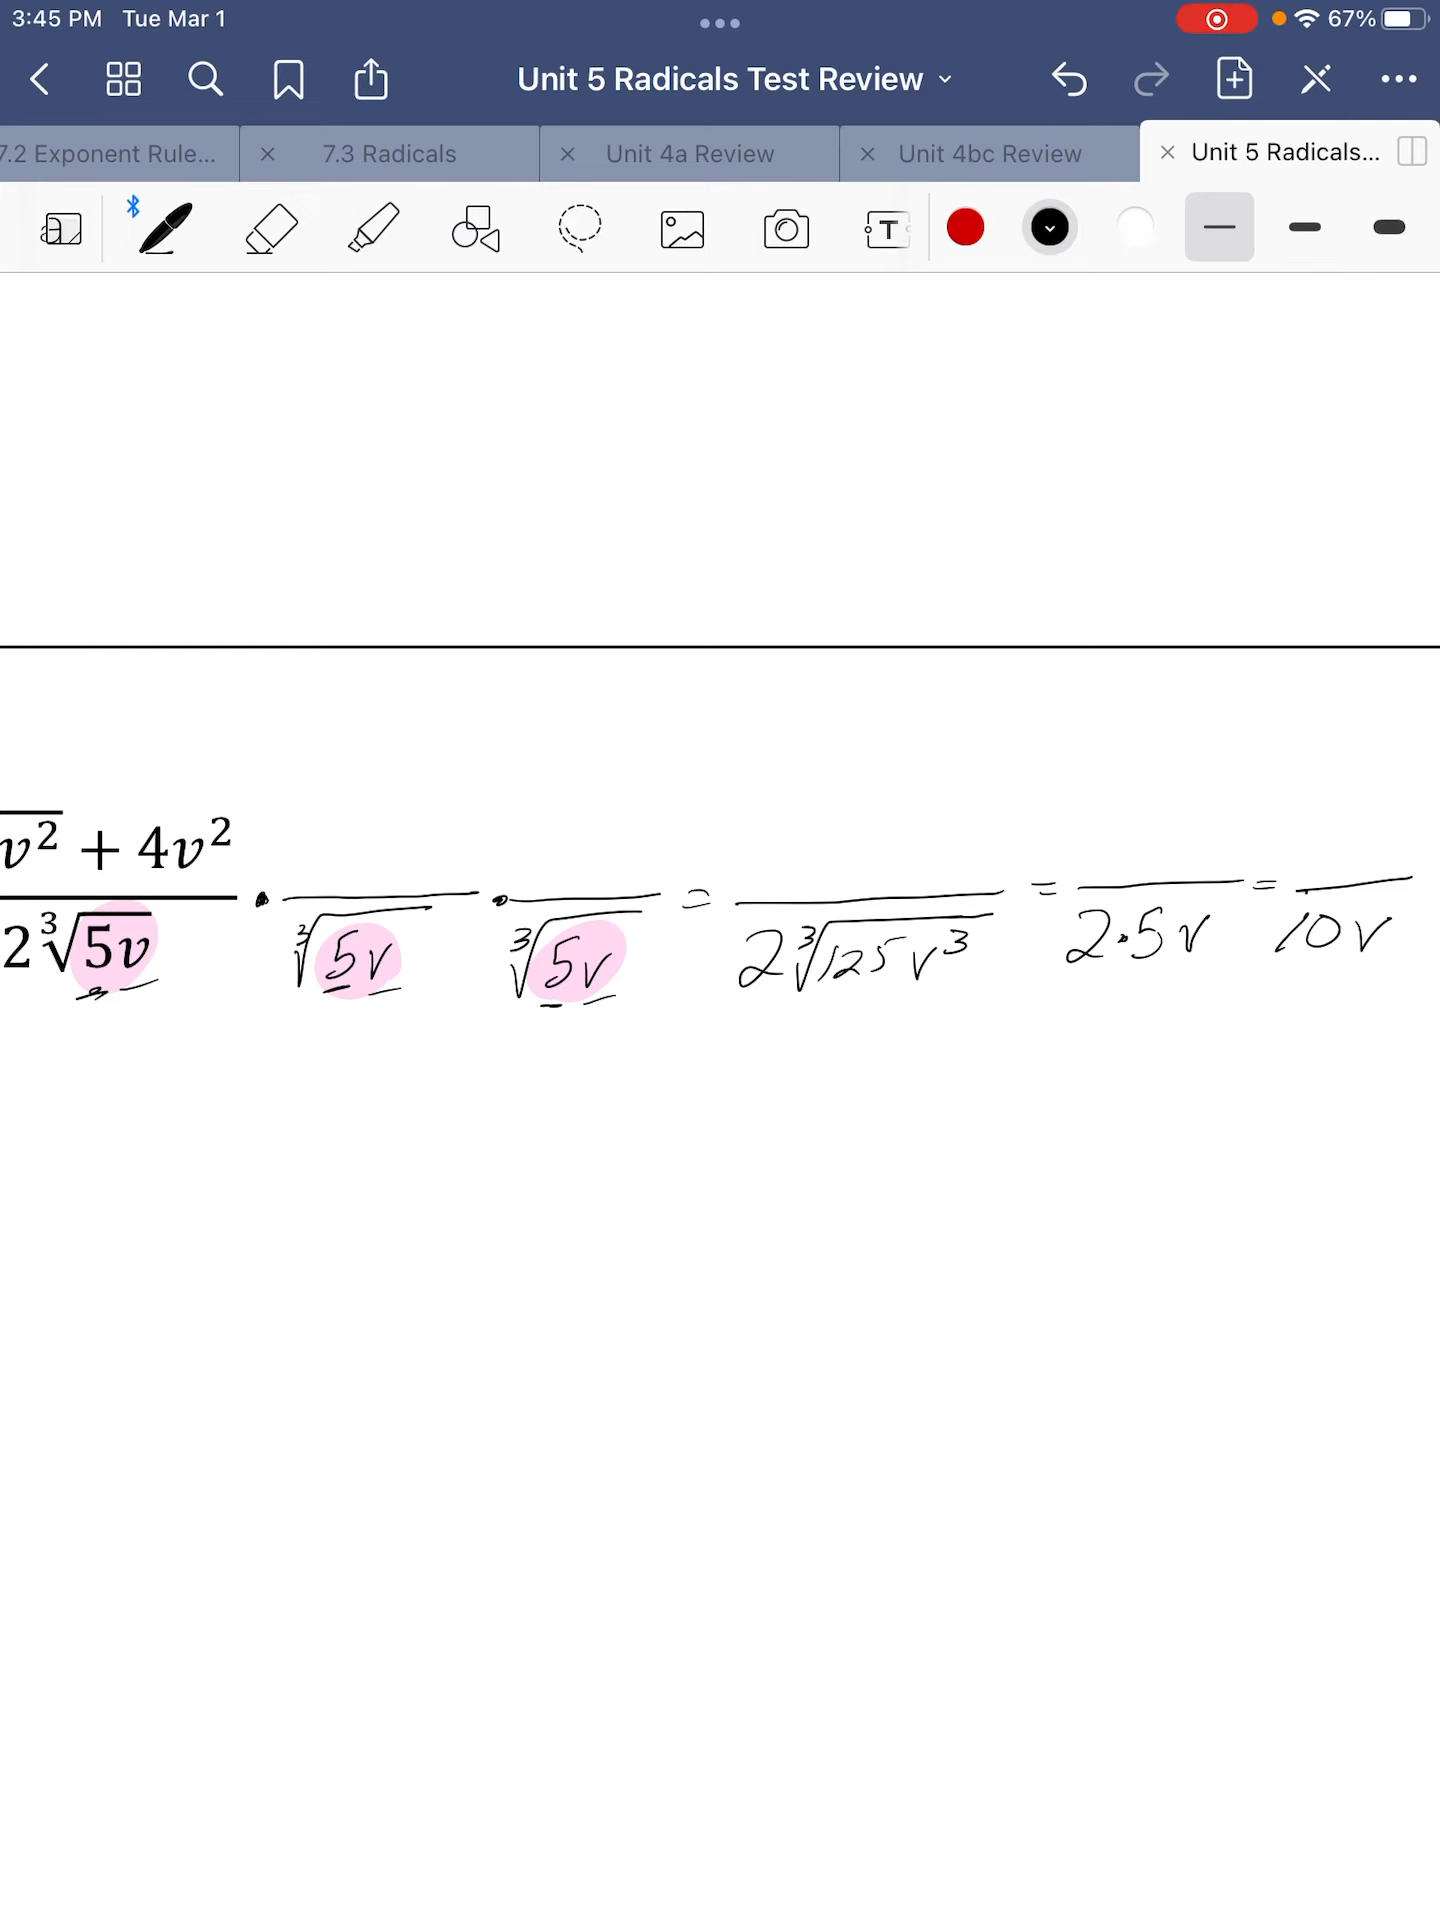 3:45 PM Tue Mar 1 67%
Unit 5 Radicals Test Review
7.2 Exponent Rule... 7.3 Radicals Unit 4a Review Unit 4bc Review Unit 5 Radicals...
a T
v² + 4v²
2∛5v · ∛5v · ∛5v = 2∛125v³ = 2·5v = 10v